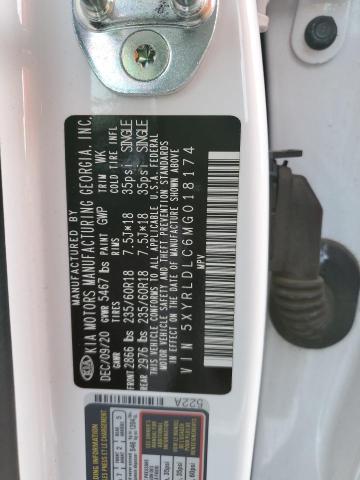 KIA MANUFACTURED BY
KIA MOTORS MANUFACTURING GEORGIA, INC.
DEC/09/20 GVWR 5467 lbs PAINT GWP TRIM WK
GAWR TIRES RIMS COLD TIRE INFL
FRONT 2866 lbs 235/60R18 7.5J×18 35psi SINGLE
REAR 2976 lbs 235/60R18 7.5J×18 35psi SINGLE
THIS VEHICLE CONFORMS TO ALL APPLICABLE U.S.A. FEDERAL
MOTOR VEHICLE SAFETY AND THEFT PREVENTION STANDARDS
IN EFFECT ON THE DATE OF MANUFACTURE SHOWN ABOVE
VIN 5XYRLDLC6MG018174
MPV
522A